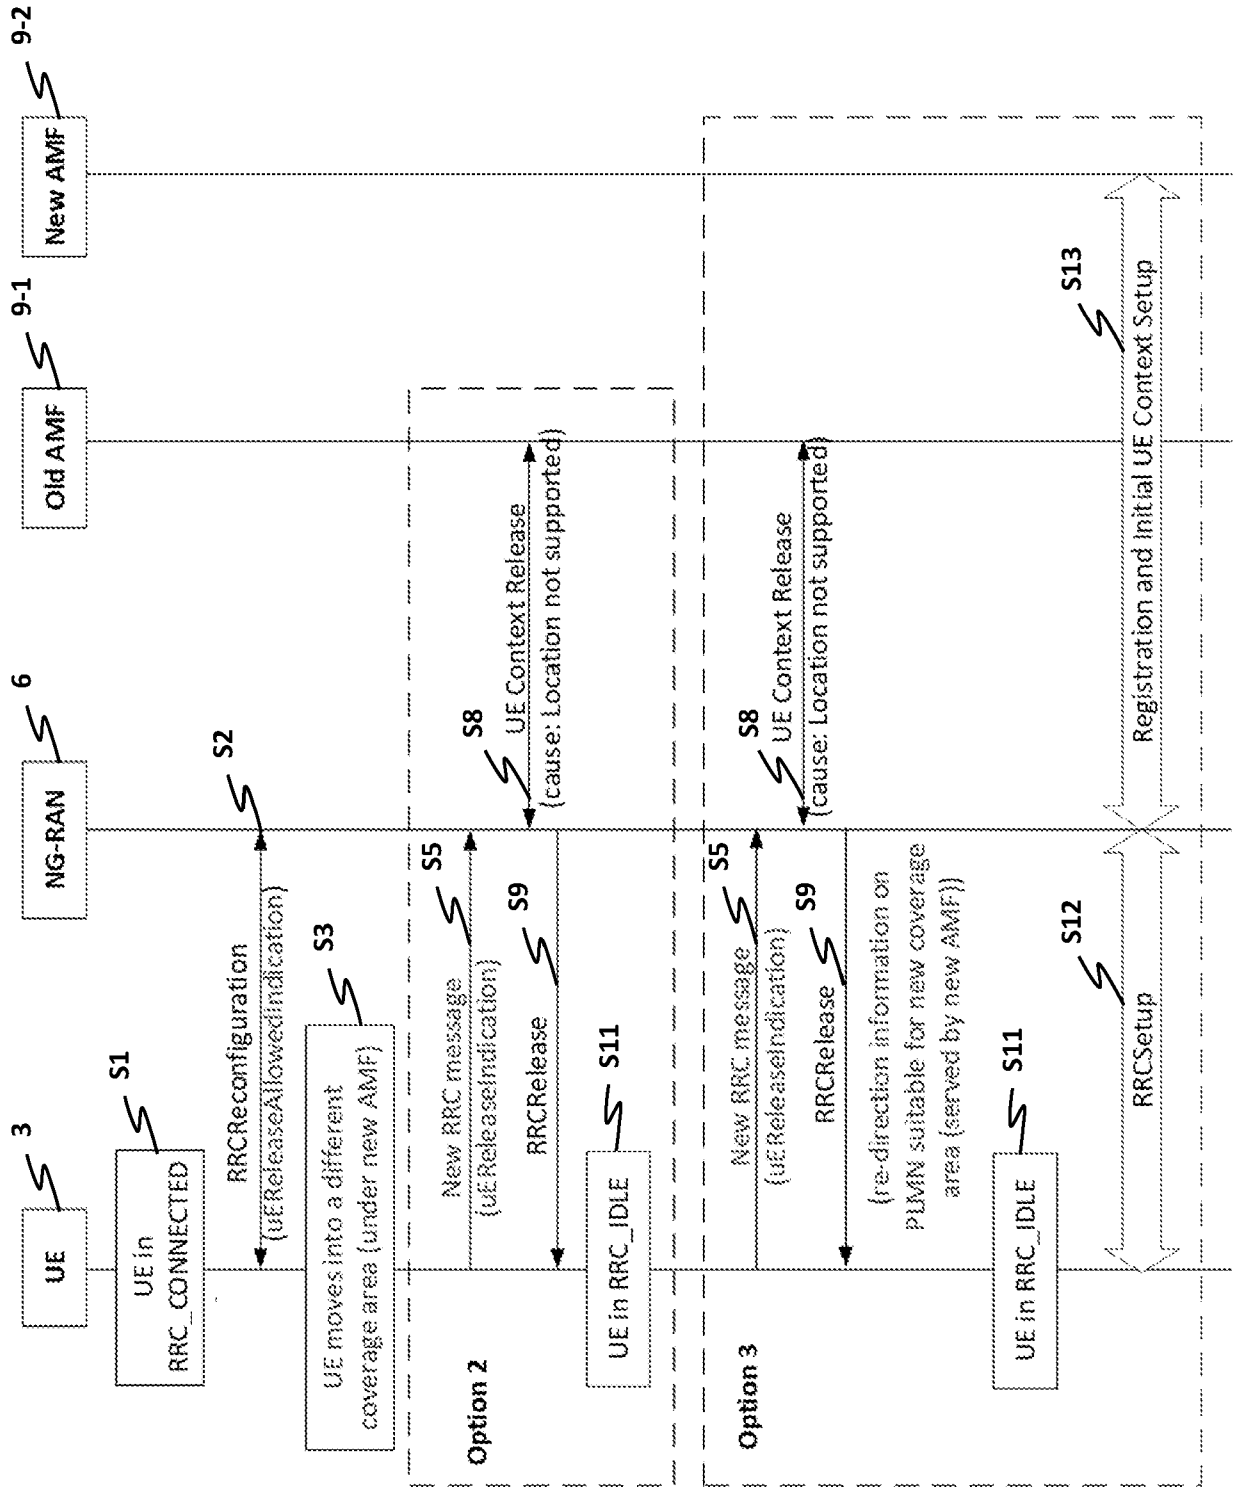 3
6
9-1
9-2
UE
NG-RAN
Old AMF
New AMF
S1
UE in
RRC_CONNECTED
S2
RRCReconfiguration
(uEReleaseAllowedIndication)
S3
UE moves into a different
coverage area (under new AMF)
Option 2
S5
New RRC message
(uEReleaseIndication)
S8
UE Context Release
(cause: Location not supported)
S9
RRCRelease
S11
UE in RRC_IDLE
Option 3
S5
New RRC message
(uEReleaseIndication)
S8
UE Context Release
(cause: Location not supported)
S9
RRCRelease
(re-direction information on
PLMN suitable for new coverage
area (served by new AMF))
S11
UE in RRC_IDLE
S12
RRCSetup
S13
Registration and Initial UE Context Setup